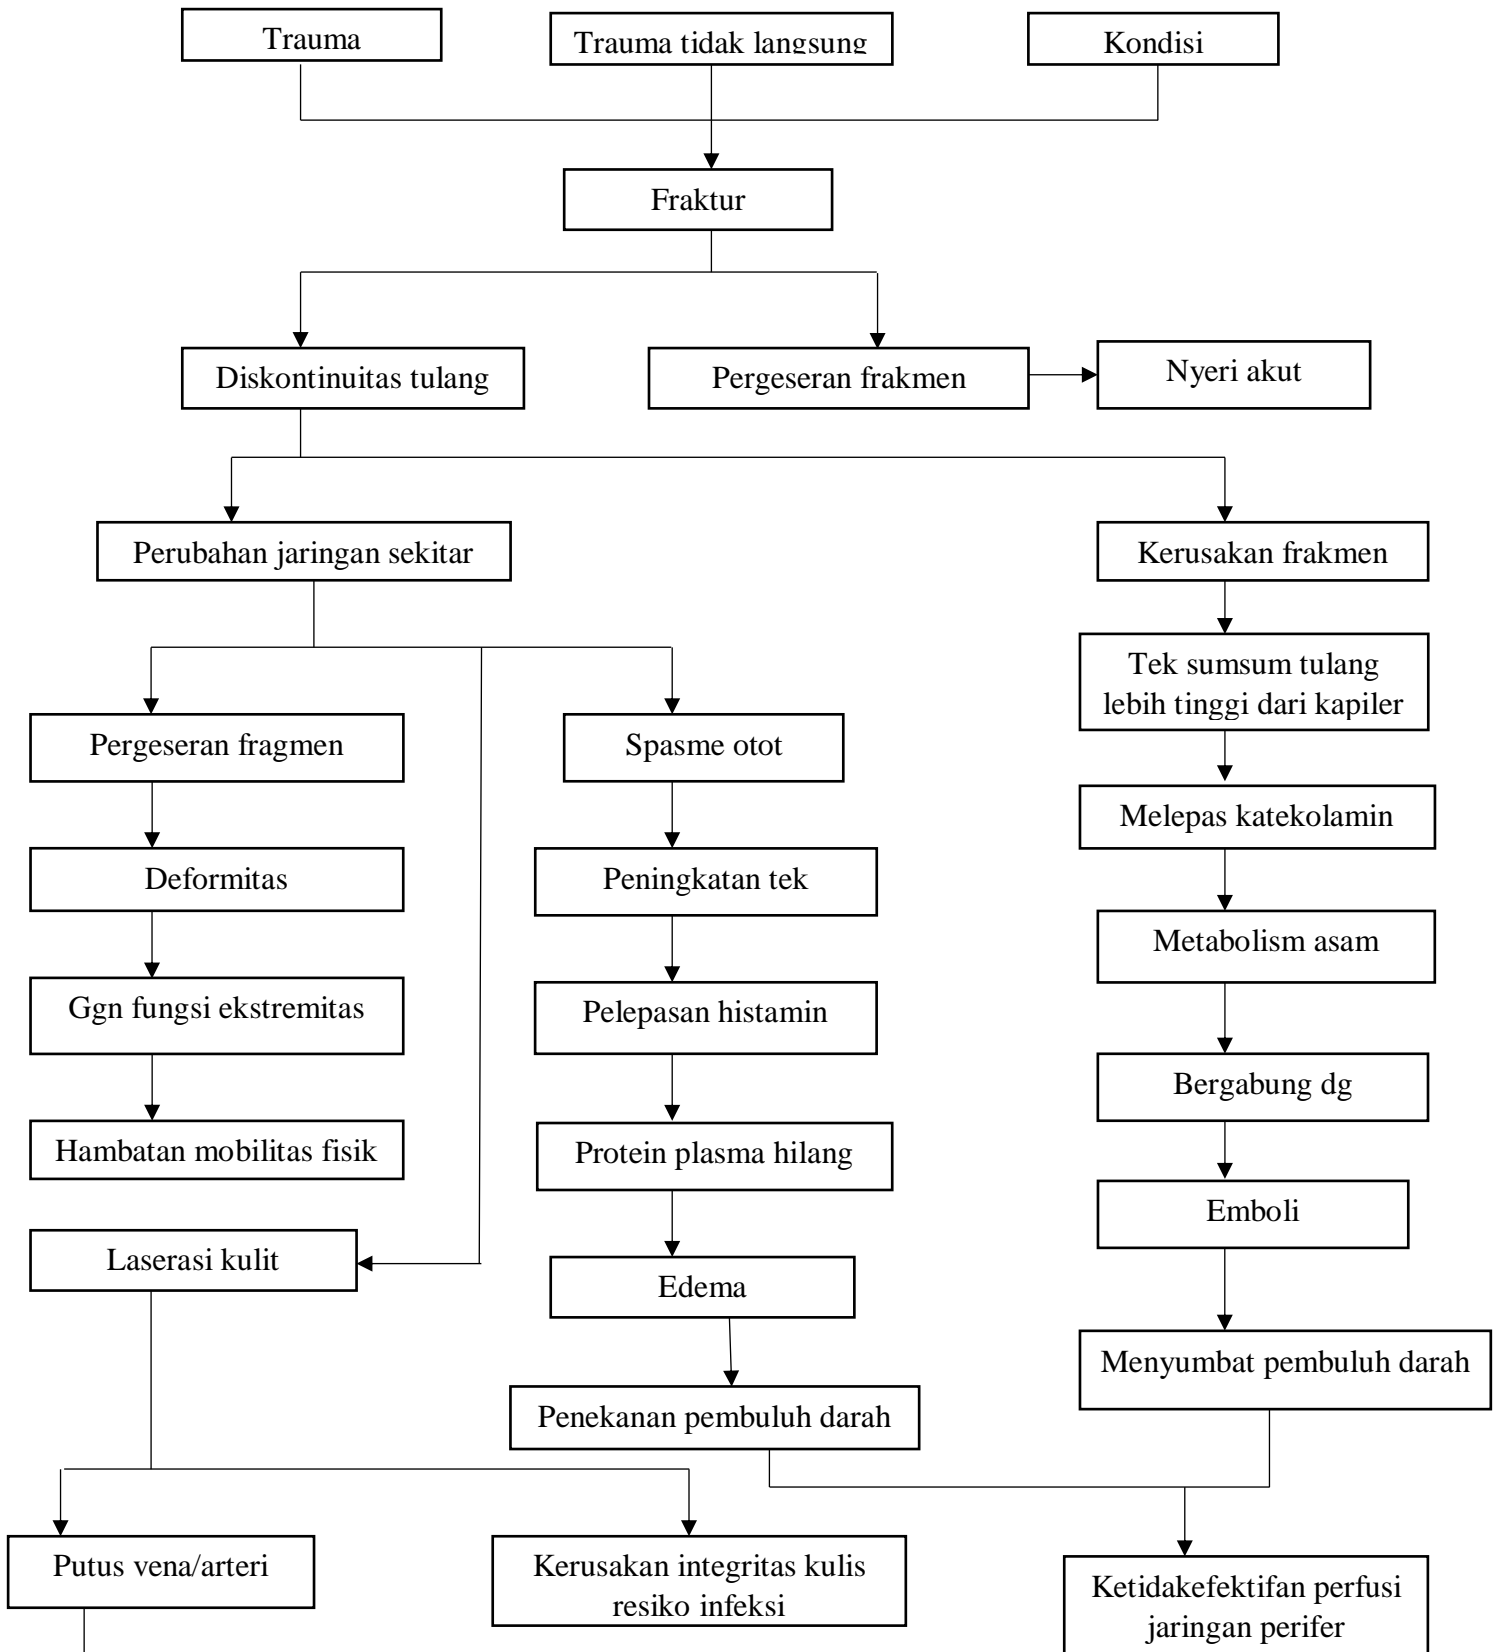 Trauma
Trauma tidak langsung
Kondisi
Fraktur
Diskontinuitas tulang
Pergeseran frakmen
Nyeri akut
Perubahan jaringan sekitar
Kerusakan frakmen
Tek sumsum tulang
lebih tinggi dari kapiler
Pergeseran fragmen
Spasme otot
Melepas katekolamin
Deformitas
Peningkatan tek
Metabolism asam
Ggn fungsi ekstremitas
Pelepasan histamin
Bergabung dg
Hambatan mobilitas fisik
Protein plasma hilang
Emboli
Laserasi kulit
Edema
Menyumbat pembuluh darah
Penekanan pembuluh darah
Putus vena/arteri
Kerusakan integritas kulis
resiko infeksi
Ketidakefektifan perfusi
jaringan perifer